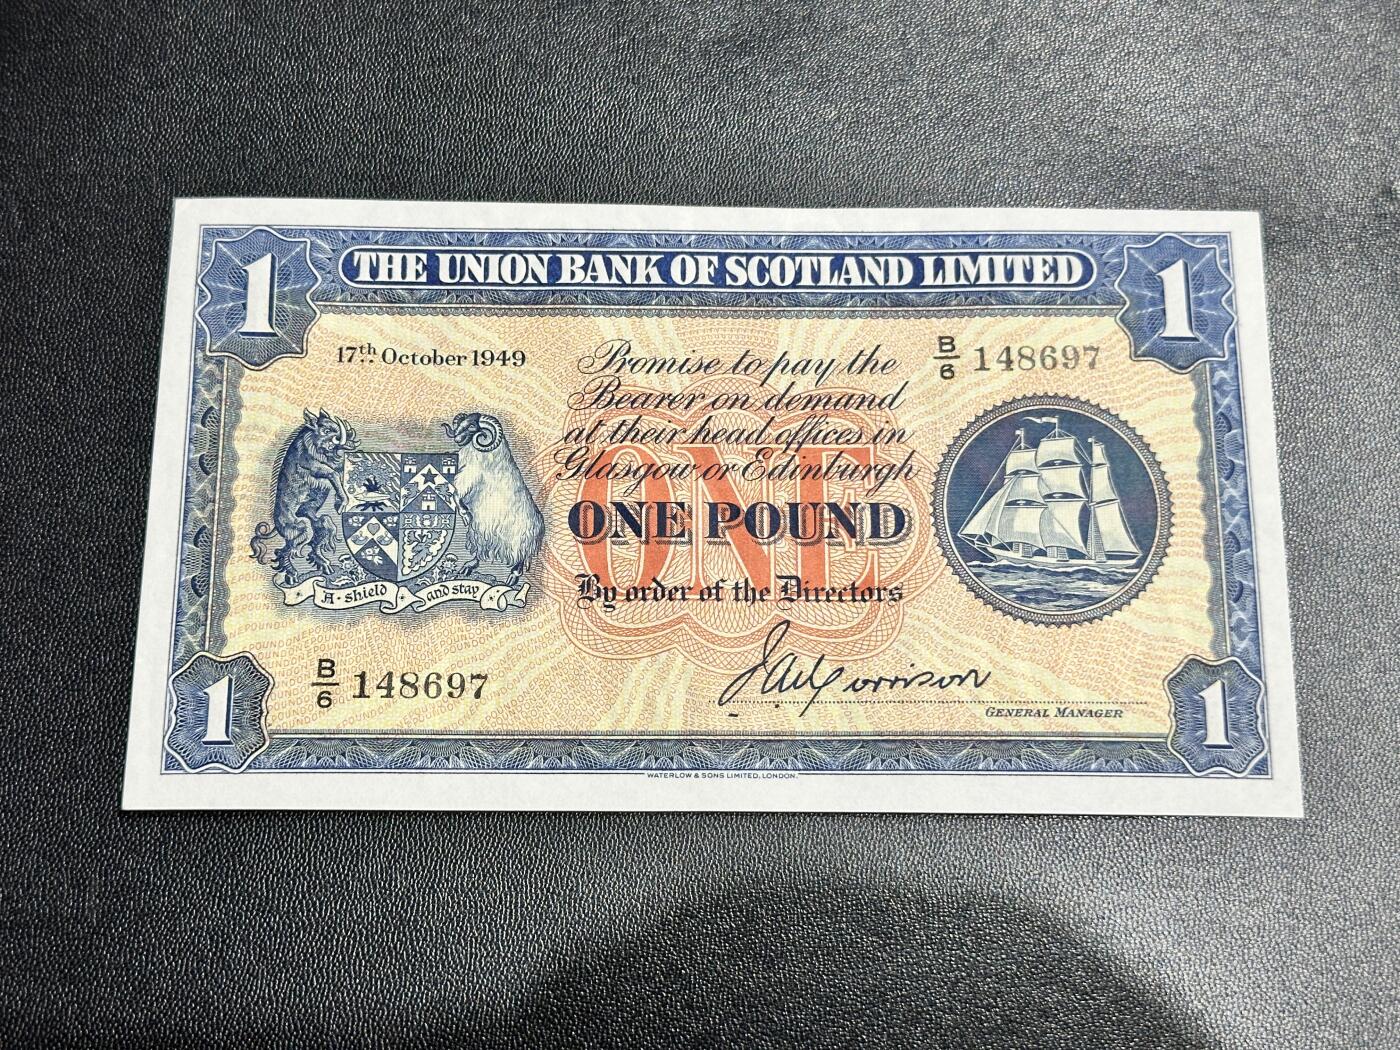 1 THE UNION BANK OF SCOTLAND LIMITED 1
17th October 1949
B/6 148697
Promise to pay the
Bearer on demand
at their head offices in
Glasgow or Edinburgh
ONE
ONE POUND
By order of the Directors
A · shield and stay
B/6 148697
J A Morrison
GENERAL MANAGER
1 1
WATERLOW & SONS LIMITED, LONDON.